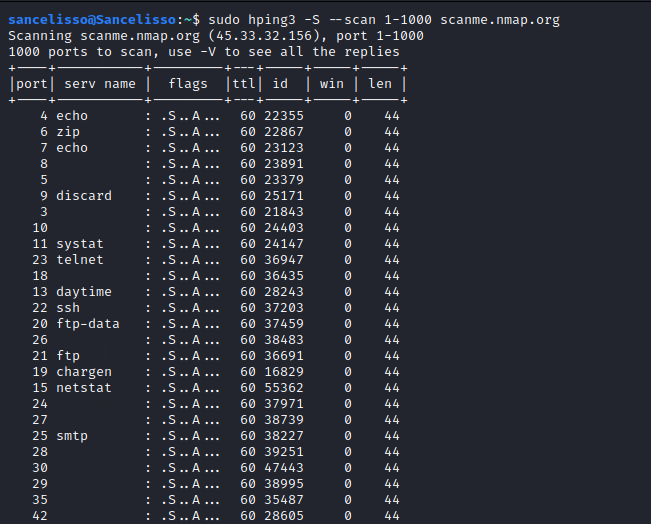 sancelisso@Sancelisso:~$ sudo hping3 -S --scan 1-1000 scanme.nmap.org
Scanning scanme.nmap.org (45.33.32.156), port 1-1000
1000 ports to scan, use -V to see all the replies
+----+-----------+---------+---+-----+-----+-----+
|port| serv name |  flags  |ttl| id  | win | len |
+----+-----------+---------+---+-----+-----+-----+
    4 echo       : .S..A...  60 22355     0    44
    6 zip        : .S..A...  60 22867     0    44
    7 echo       : .S..A...  60 23123     0    44
    8            : .S..A...  60 23891     0    44
    5            : .S..A...  60 23379     0    44
    9 discard    : .S..A...  60 25171     0    44
    3            : .S..A...  60 21843     0    44
   10            : .S..A...  60 24403     0    44
   11 systat     : .S..A...  60 24147     0    44
   23 telnet     : .S..A...  60 36947     0    44
   18            : .S..A...  60 36435     0    44
   13 daytime    : .S..A...  60 28243     0    44
   22 ssh        : .S..A...  60 37203     0    44
   20 ftp-data   : .S..A...  60 37459     0    44
   26            : .S..A...  60 38483     0    44
   21 ftp        : .S..A...  60 36691     0    44
   19 chargen    : .S..A...  60 16829     0    44
   15 netstat    : .S..A...  60 55362     0    44
   24            : .S..A...  60 37971     0    44
   27            : .S..A...  60 38739     0    44
   25 smtp       : .S..A...  60 38227     0    44
   28            : .S..A...  60 39251     0    44
   30            : .S..A...  60 47443     0    44
   29            : .S..A...  60 38995     0    44
   35            : .S..A...  60 35487     0    44
   42            : .S..A...  60 28605     0    44